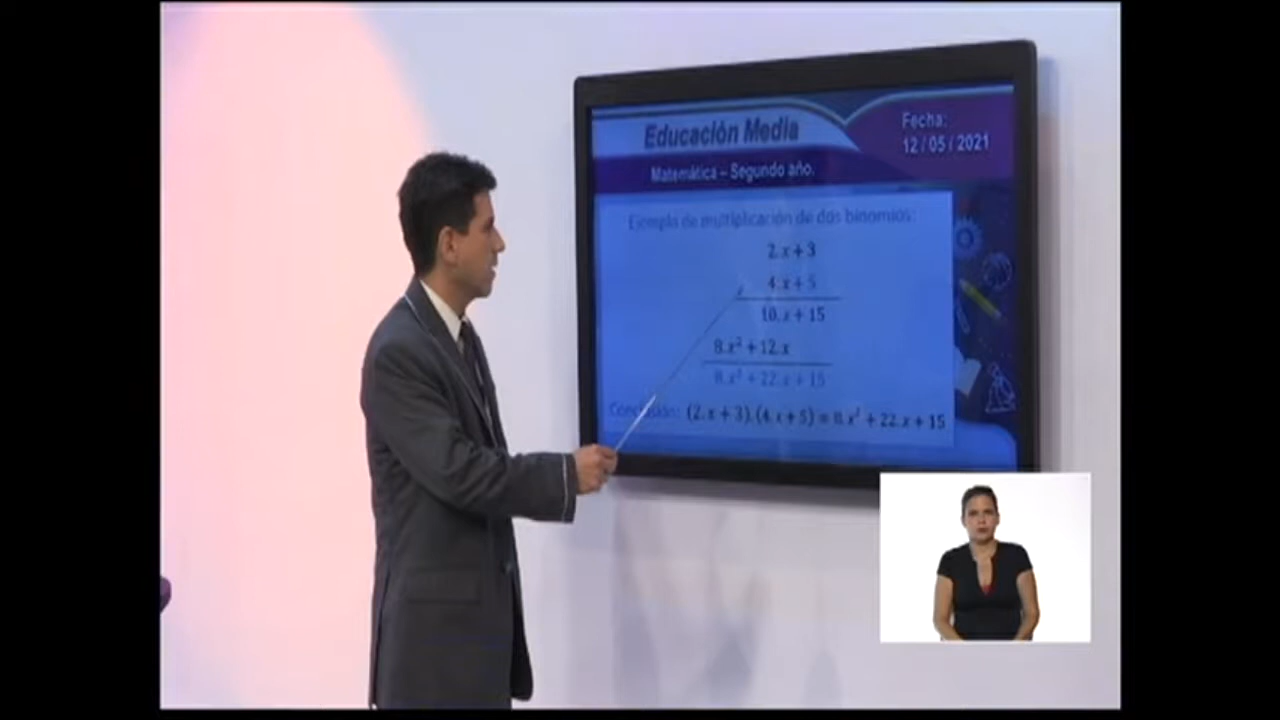 Educación Media
Fecha:
12 / 05 / 2021
Matemática – Segundo año.
Ejemplo de multiplicación de dos binomios:
2.x + 3
4.x + 5
10.x + 15
8.x² + 12.x
8.x² + 22.x + 15
Conclusión: (2.x + 3).(4.x + 5) = 8.x² + 22.x + 15